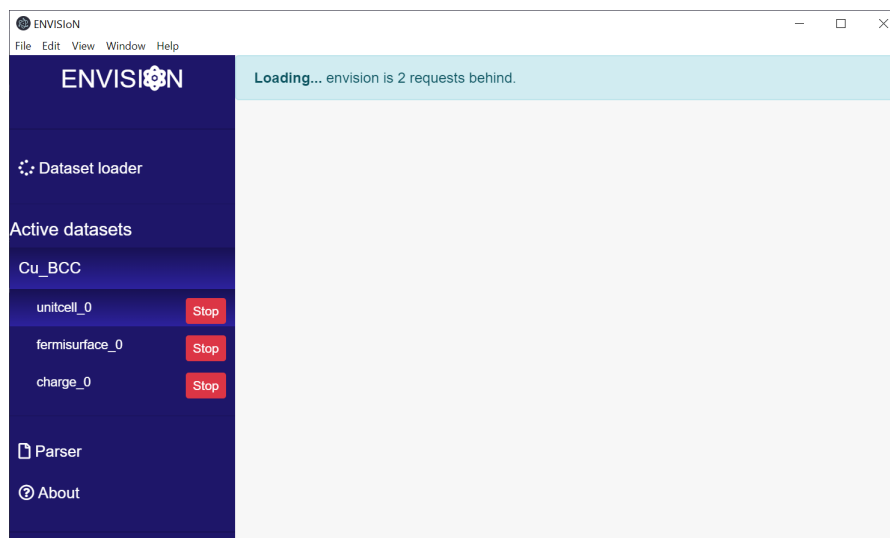 ENVISIoN
File Edit View Window Help
ENVISION
Loading... envision is 2 requests behind.
Dataset loader
Active datasets
Cu_BCC
unitcell_0 Stop
fermisurface_0 Stop
charge_0 Stop
Parser
About